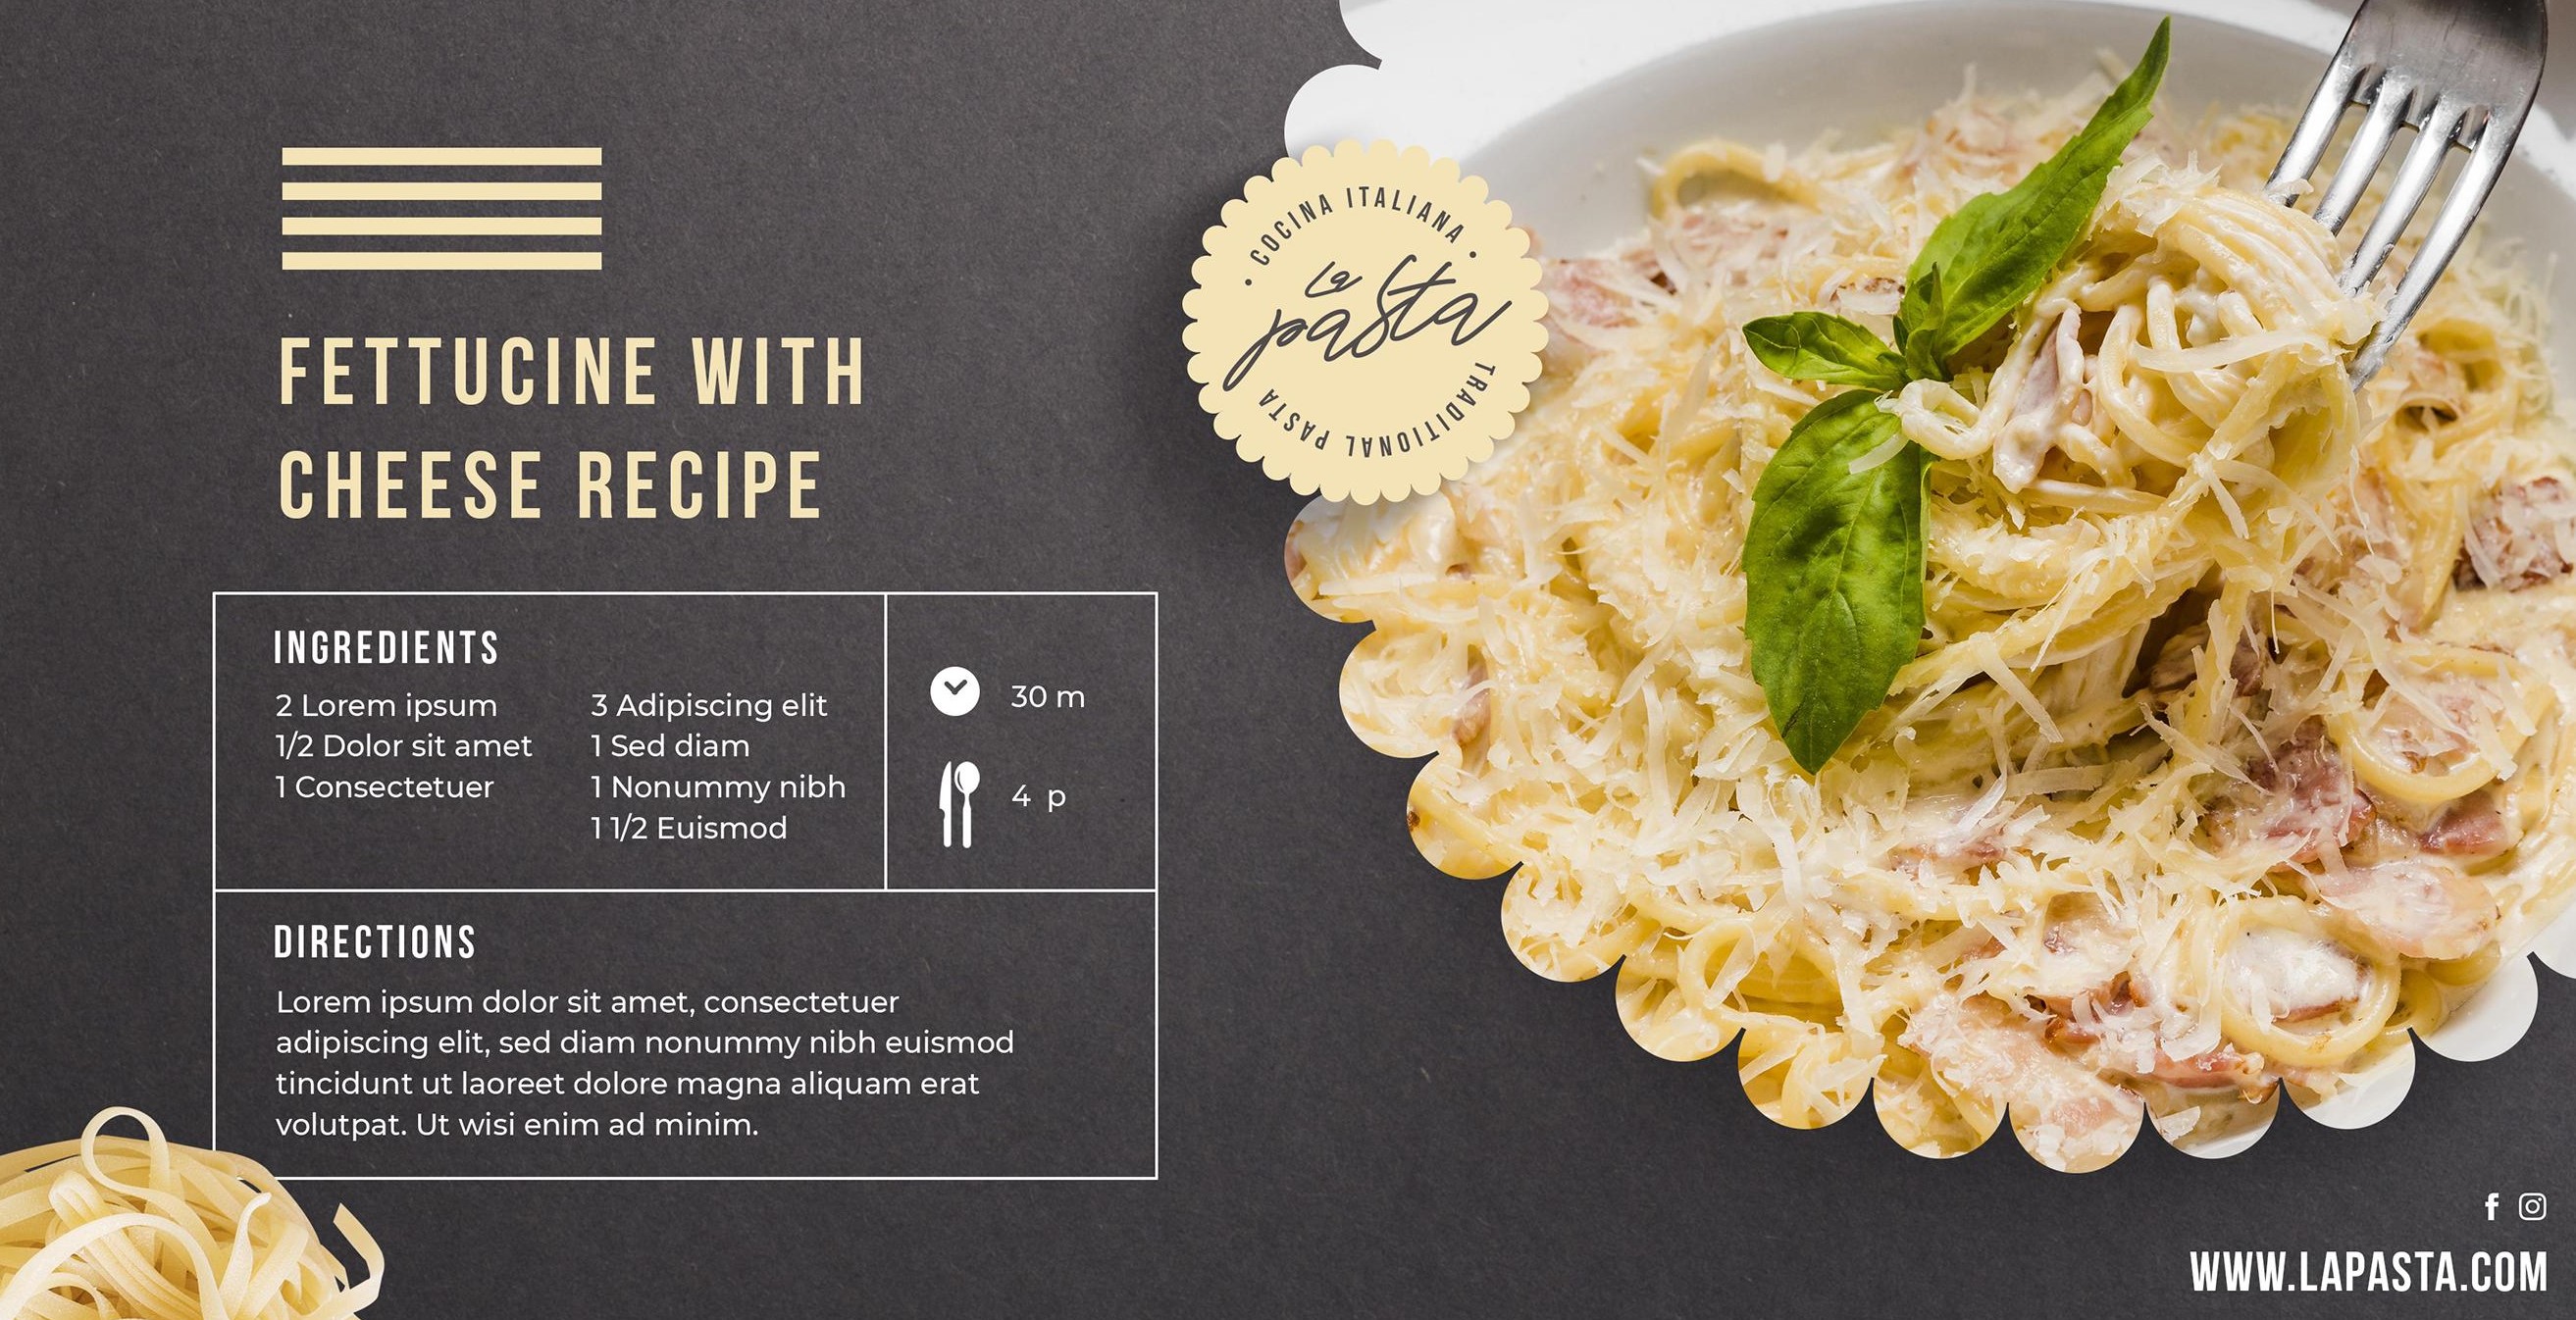 FETTUCINE WITH
CHEESE RECIPE
INGREDIENTS
2 Lorem ipsum
1/2 Dolor sit amet
1 Consectetuer
3 Adipiscing elit
1 Sed diam
1 Nonummy nibh
1 1/2 Euismod
30 m
4 p
DIRECTIONS
Lorem ipsum dolor sit amet, consectetuer
adipiscing elit, sed diam nonummy nibh euismod
tincidunt ut laoreet dolore magna aliquam erat
volutpat. Ut wisi enim ad minim.
• COCINA ITALIANA •
La
pasta
TRADITIONAL PASTA
f
WWW.LAPASTA.COM